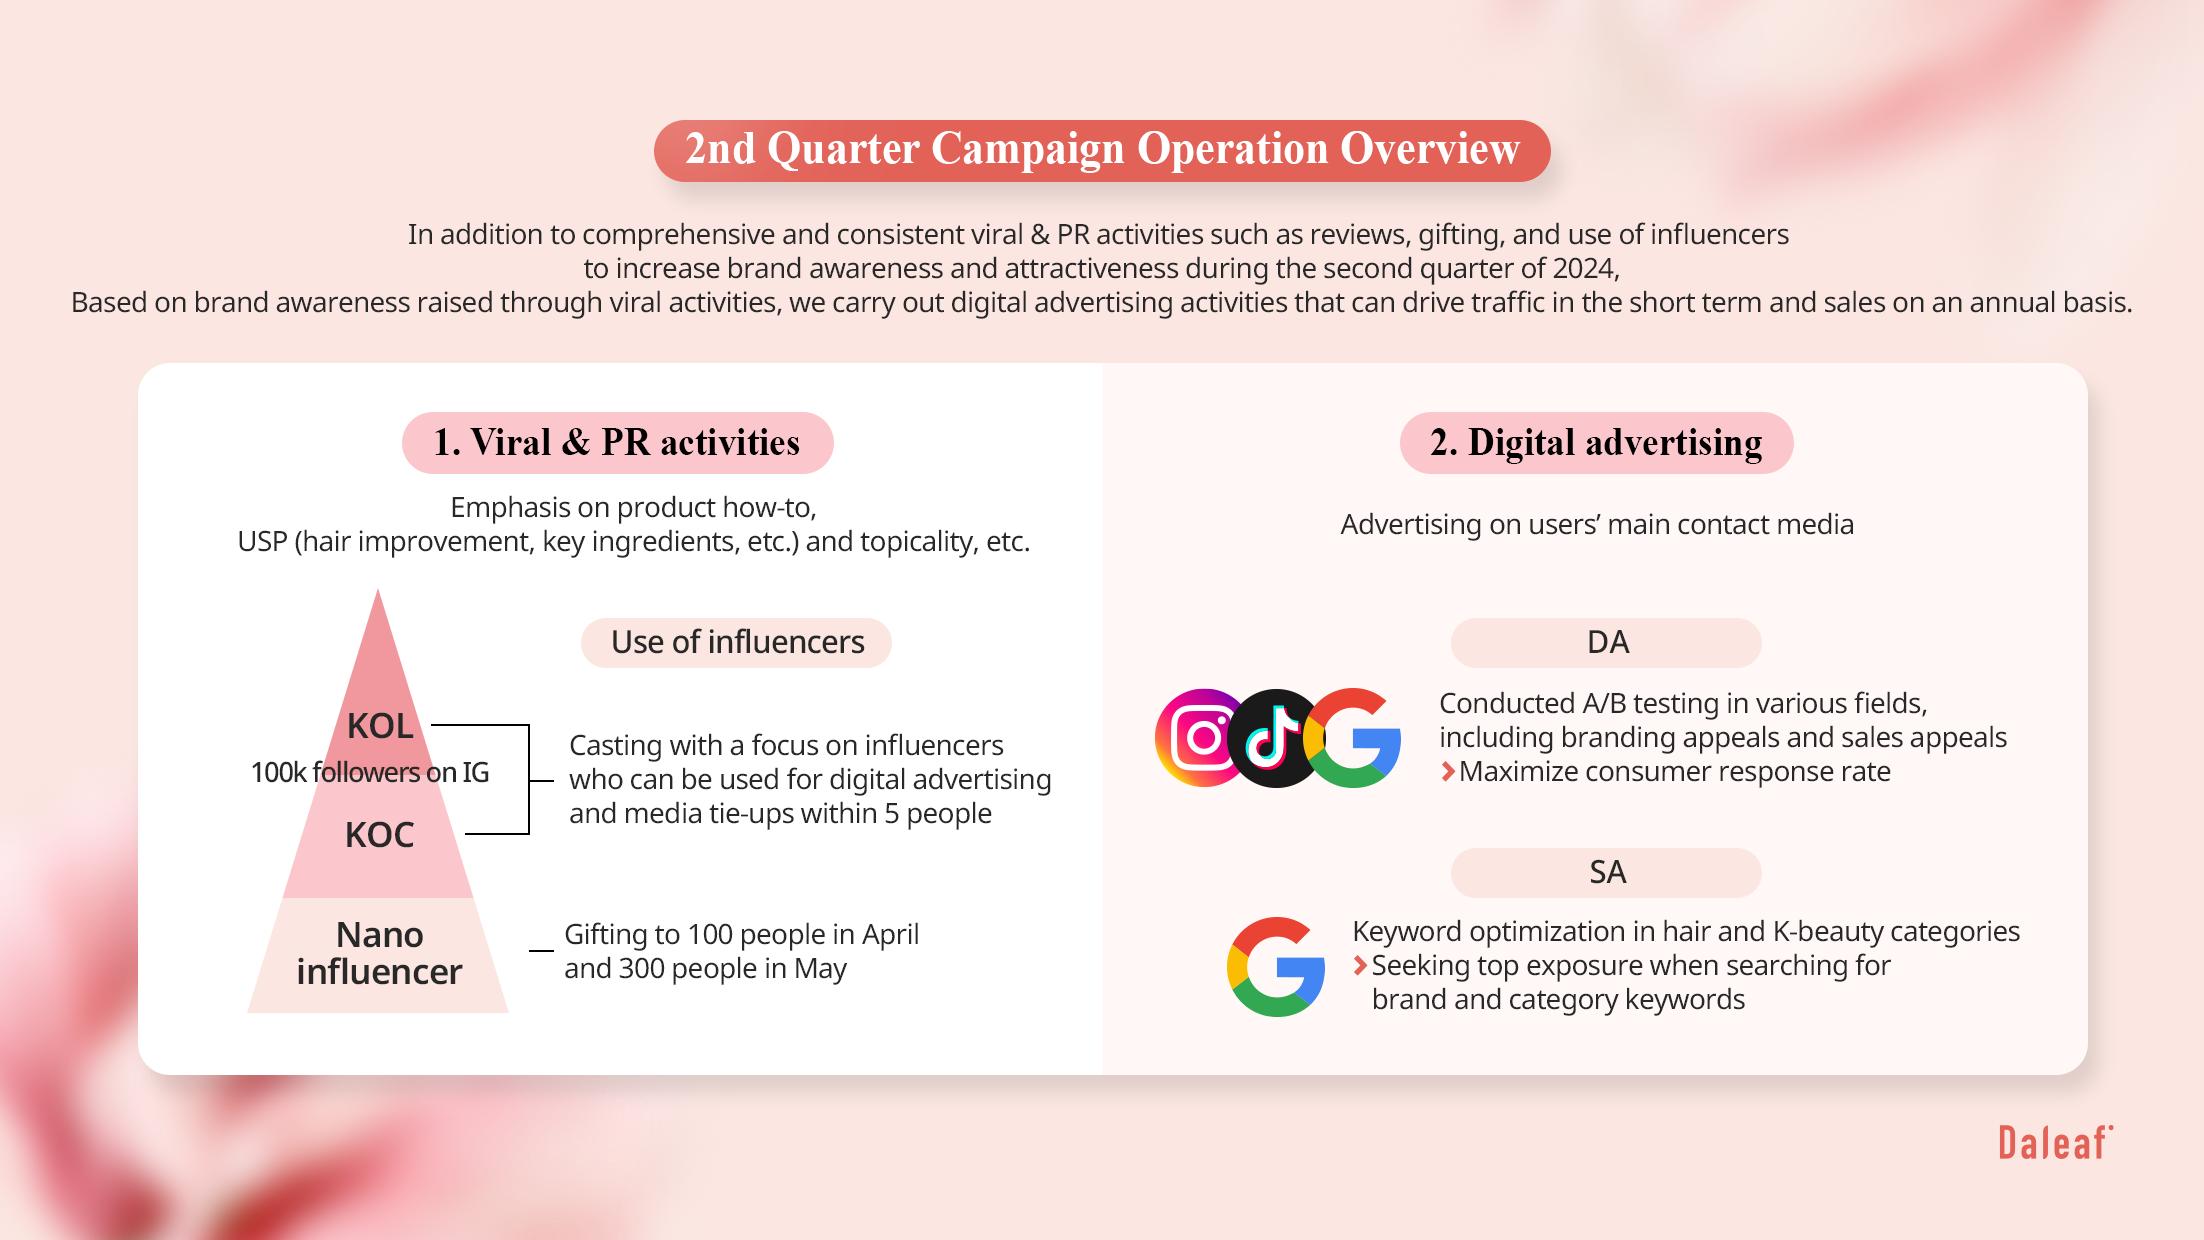 2nd Quarter Campaign Operation Overview
In addition to comprehensive and consistent viral & PR activities such as reviews, gifting, and use of influencers
to increase brand awareness and attractiveness during the second quarter of 2024,
Based on brand awareness raised through viral activities, we carry out digital advertising activities that can drive traffic in the short term and sales on an annual basis.
1. Viral & PR activities
Emphasis on product how-to,
USP (hair improvement, key ingredients, etc.) and topicality, etc.
Use of influencers
KOL
100k followers on IG
KOC
Casting with a focus on influencers
who can be used for digital advertising
and media tie-ups within 5 people
Nano
influencer
Gifting to 100 people in April
and 300 people in May
2. Digital advertising
Advertising on users’ main contact media
DA
Conducted A/B testing in various fields,
including branding appeals and sales appeals
Maximize consumer response rate
SA
Keyword optimization in hair and K-beauty categories
Seeking top exposure when searching for
brand and category keywords
Daleaf